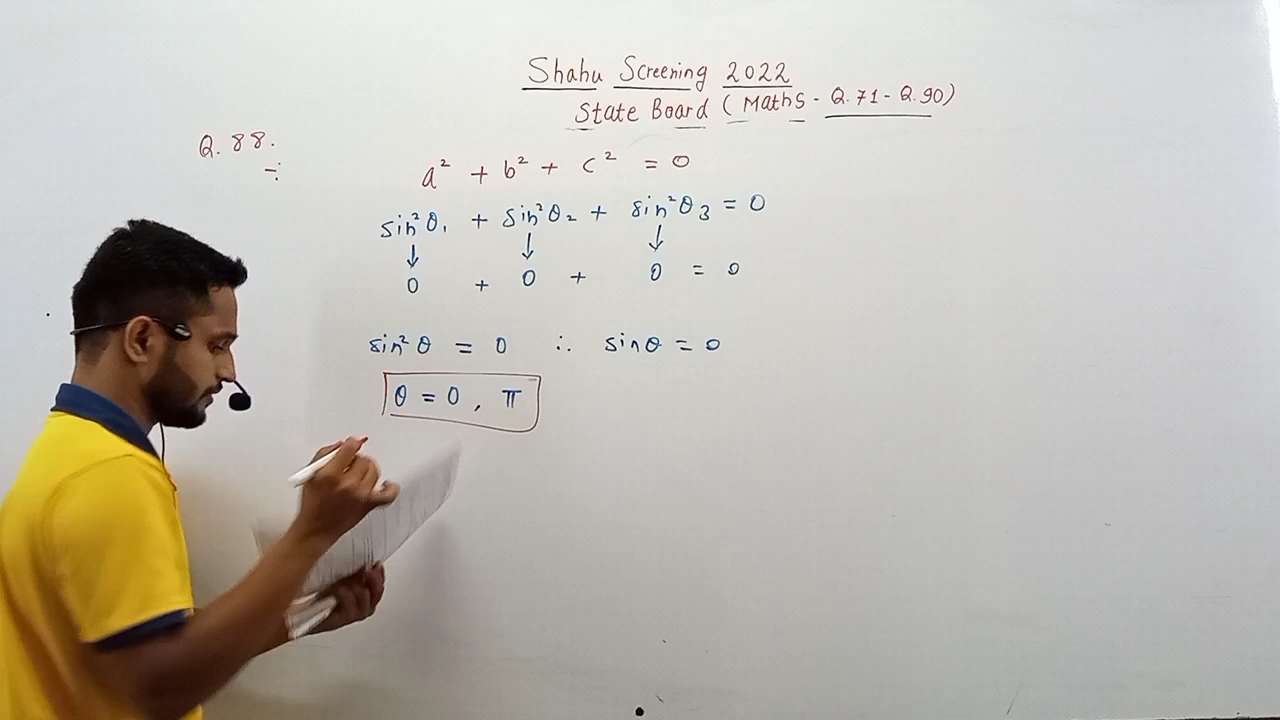 Shahu Screening 2022
State Board (Maths - Q.71 - Q.90)
Q. 88.
a² + b² + c² = 0
sin²θ₁ + sin²θ₂ + sin²θ₃ = 0
↓ ↓ ↓
0 + 0 + 0 = 0
sin²θ = 0 ∴ sinθ = 0
θ = 0, π